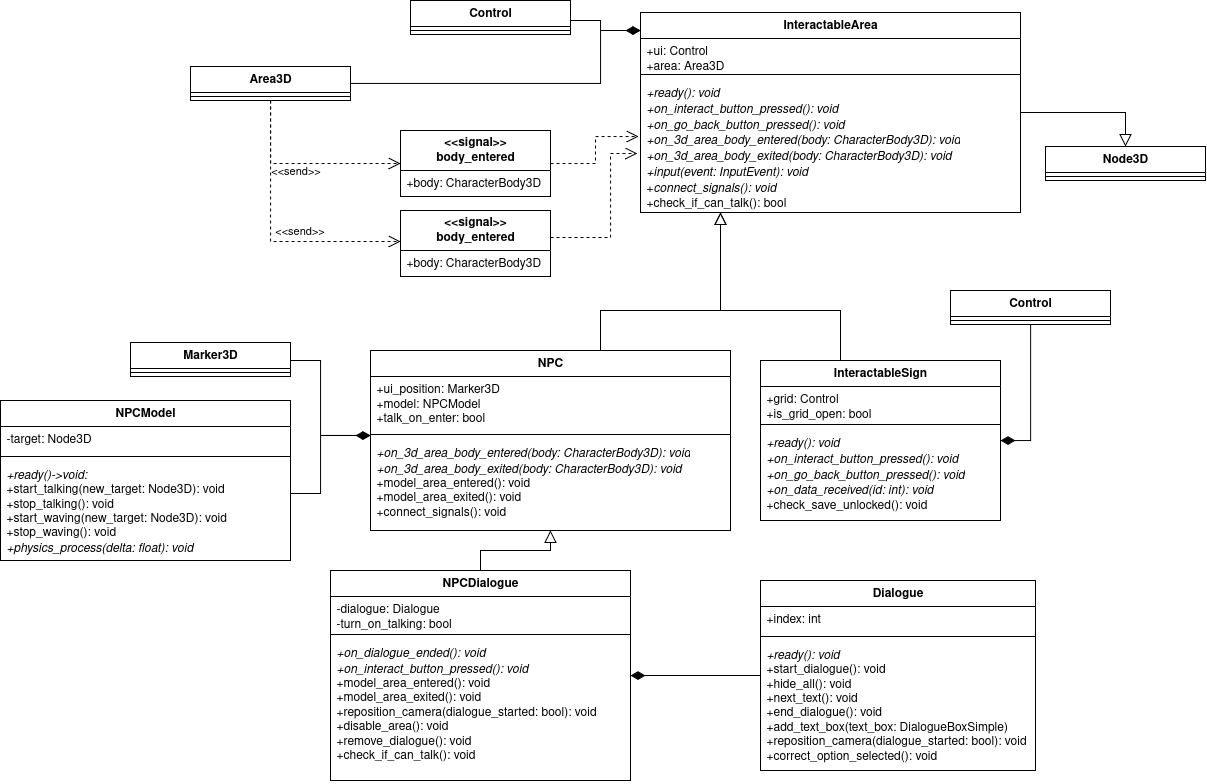 Control
InteractableArea
+ui: Control
+area: Area3D
+ready(): void
+on_interact_button_pressed(): void
+on_go_back_button_pressed(): void
+on_3d_area_body_entered(body: CharacterBody3D): void
+on_3d_area_body_exited(body: CharacterBody3D): void
+input(event: InputEvent): void
+connect_signals(): void
+check_if_can_talk(): bool
Area3D
<<signal>>
body_entered
+body: CharacterBody3D
<<send>>
<<signal>>
body_entered
+body: CharacterBody3D
<<send>>
Node3D
Control
Marker3D
NPCModel
-target: Node3D
+ready()->void:
+start_talking(new_target: Node3D): void
+stop_talking(): void
+start_waving(new_target: Node3D): void
+stop_waving(): void
+physics_process(delta: float): void
NPC
+ui_position: Marker3D
+model: NPCModel
+talk_on_enter: bool
+on_3d_area_body_entered(body: CharacterBody3D): void
+on_3d_area_body_exited(body: CharacterBody3D): void
+model_area_entered(): void
+model_area_exited(): void
+connect_signals(): void
InteractableSign
+grid: Control
+is_grid_open: bool
+ready(): void
+on_interact_button_pressed(): void
+on_go_back_button_pressed(): void
+on_data_received(id: int): void
+check_save_unlocked(): void
NPCDialogue
-dialogue: Dialogue
-turn_on_talking: bool
+on_dialogue_ended(): void
+on_interact_button_pressed(): void
+model_area_entered(): void
+model_area_exited(): void
+reposition_camera(dialogue_started: bool): void
+disable_area(): void
+remove_dialogue(): void
+check_if_can_talk(): void
Dialogue
+index: int
+ready(): void
+start_dialogue(): void
+hide_all(): void
+next_text(): void
+end_dialogue(): void
+add_text_box(text_box: DialogueBoxSimple)
+reposition_camera(dialogue_started: bool): void
+correct_option_selected(): void